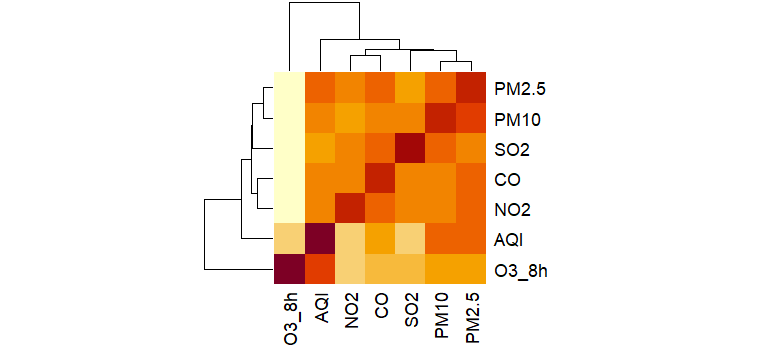 PM2.5
PM10
SO2
CO
NO2
AQI
O3_8h
O3_8h
AQI
NO2
CO
SO2
PM10
PM2.5